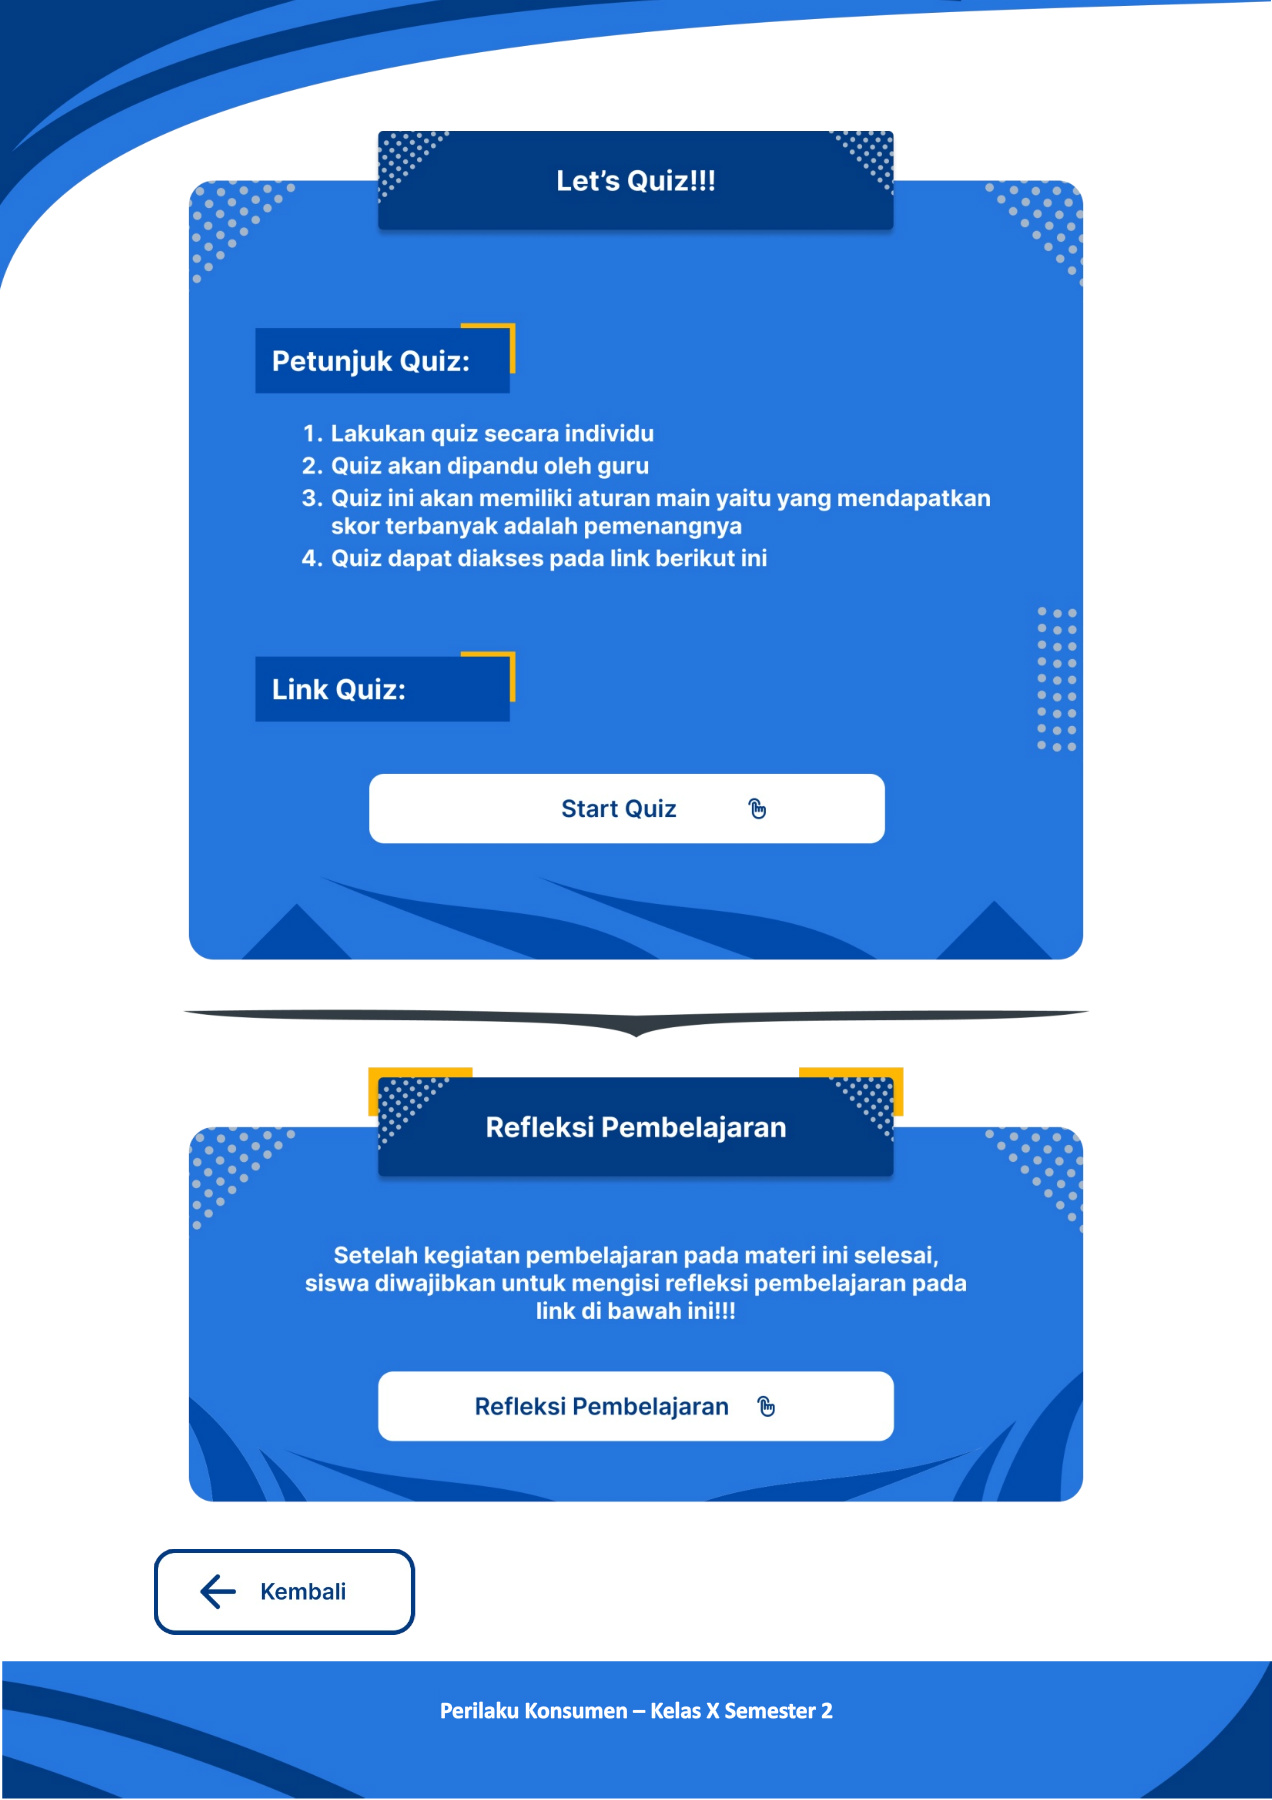 Let's Quiz!!!
Petunjuk Quiz:
1. Lakukan quiz secara individu
2. Quiz akan dipandu oleh guru
3. Quiz ini akan memiliki aturan main yaitu yang mendapatkan
skor terbanyak adalah pemenangnya
4. Quiz dapat diakses pada link berikut ini
Link Quiz:
Start Quiz
Refleksi Pembelajaran
Setelah kegiatan pembelajaran pada materi ini selesai,
siswa diwajibkan untuk mengisi refleksi pembelajaran pada
link di bawah ini!!!
Refleksi Pembelajaran
Kembali
Perilaku Konsumen – Kelas X Semester 2